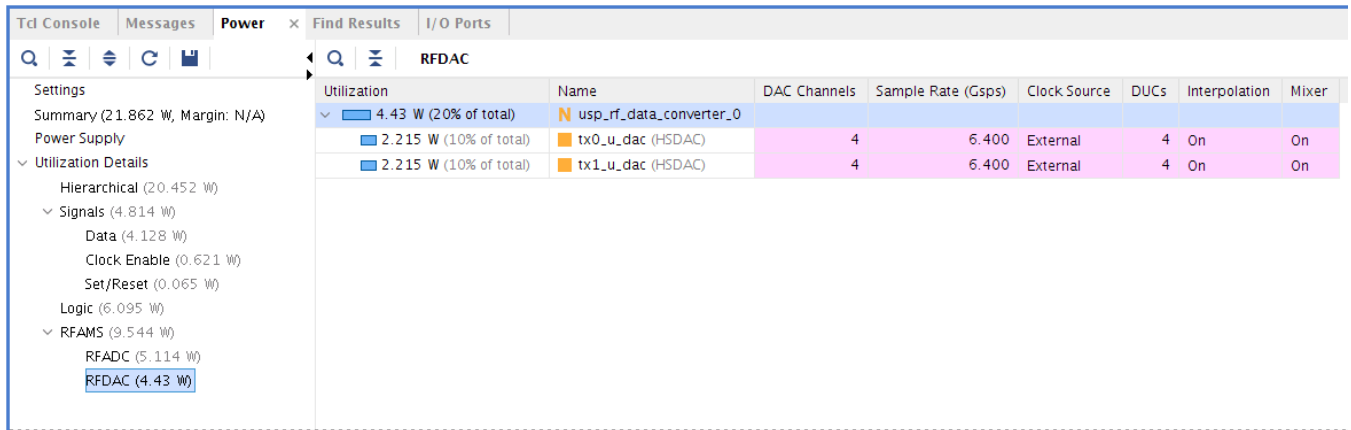 Tcl Console Messages Power × Find Results I/O Ports
RFDAC
Settings
Summary (21.862 W, Margin: N/A)
Power Supply
Utilization Details
Hierarchical (20.452 W)
Signals (4.814 W)
Data (4.128 W)
Clock Enable (0.621 W)
Set/Reset (0.065 W)
Logic (6.095 W)
RFAMS (9.544 W)
RFADC (5.114 W)
RFDAC (4.43 W)
Utilization Name DAC Channels Sample Rate (Gsps) Clock Source DUCs Interpolation Mixer
4.43 W (20% of total) N usp_rf_data_converter_0
2.215 W (10% of total) tx0_u_dac (HSDAC) 4 6.400 External 4 On On
2.215 W (10% of total) tx1_u_dac (HSDAC) 4 6.400 External 4 On On